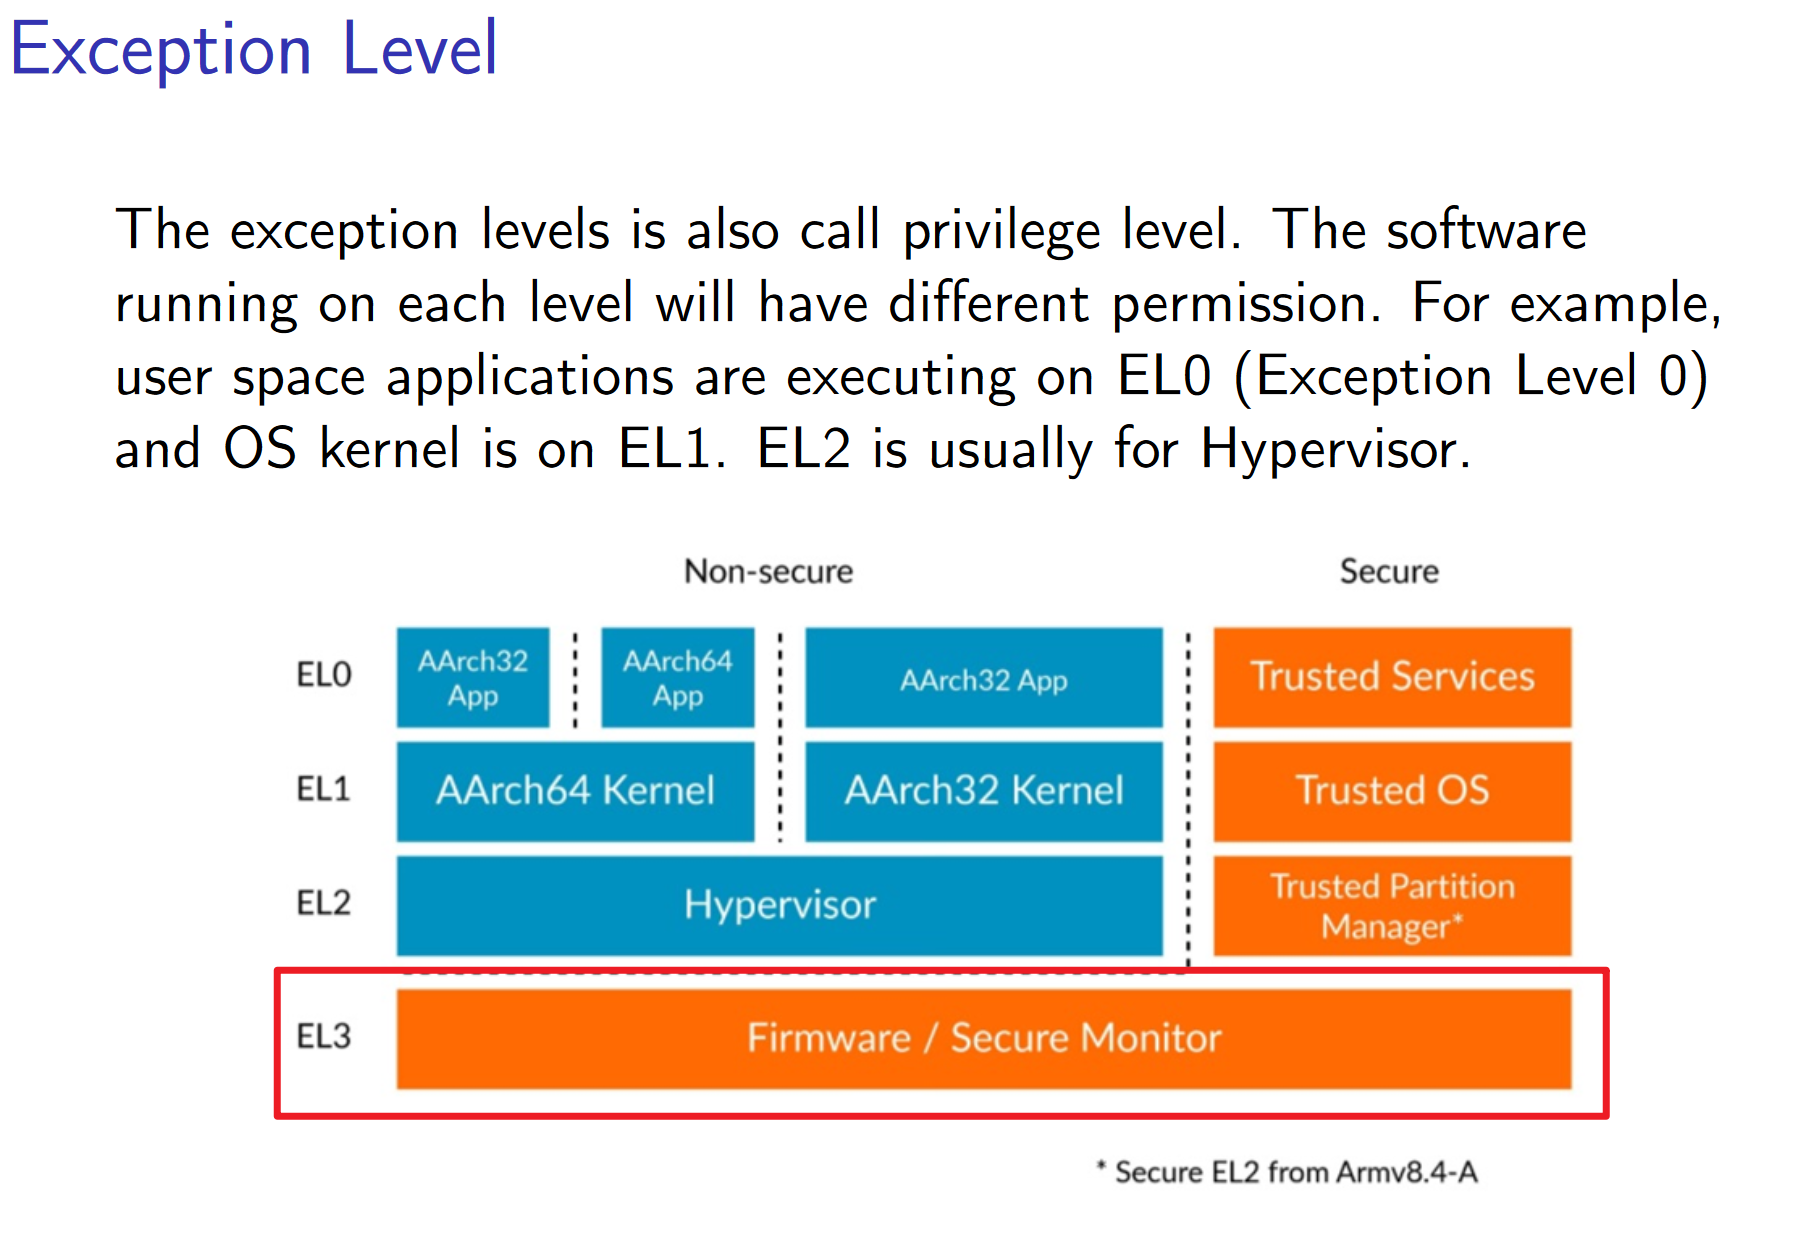 Exception Level
The exception levels is also call privilege level. The software
running on each level will have different permission. For example,
user space applications are executing on EL0 (Exception Level 0)
and OS kernel is on EL1. EL2 is usually for Hypervisor.
Non-secure
Secure
EL0
AArch32
App
AArch64
App
AArch32 App
Trusted Services
EL1
AArch64 Kernel
AArch32 Kernel
Trusted OS
EL2
Hypervisor
Trusted Partition
Manager*
EL3
Firmware / Secure Monitor
* Secure EL2 from Armv8.4-A